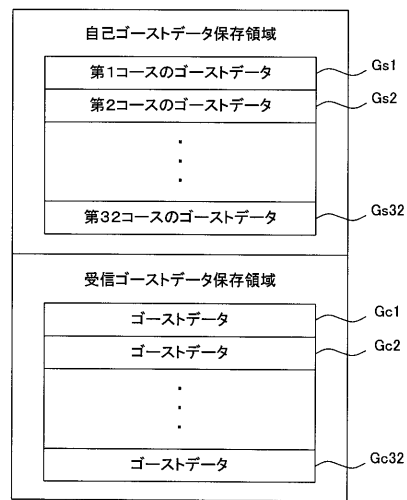 自己ゴーストデータ保存領域
第1コースのゴーストデータ
Gs1
第2コースのゴーストデータ
Gs2
第32コースのゴーストデータ
Gs32
受信ゴーストデータ保存領域
ゴーストデータ
Gc1
ゴーストデータ
Gc2
ゴーストデータ
Gc32